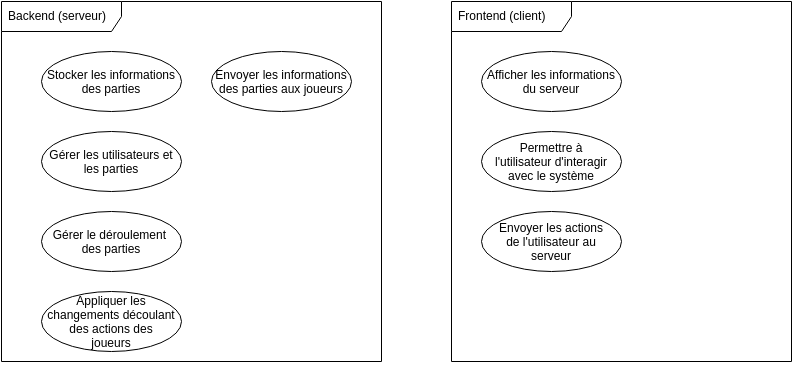 Backend (serveur)
Stocker les informations
des parties
Envoyer les informations
des parties aux joueurs
Gérer les utilisateurs et
les parties
Gérer le déroulement
des parties
Appliquer les
changements découlant
des actions des
joueurs
Frontend (client)
Afficher les informations
du serveur
Permettre à
l'utilisateur d'interagir
avec le système
Envoyer les actions
de l'utilisateur au
serveur